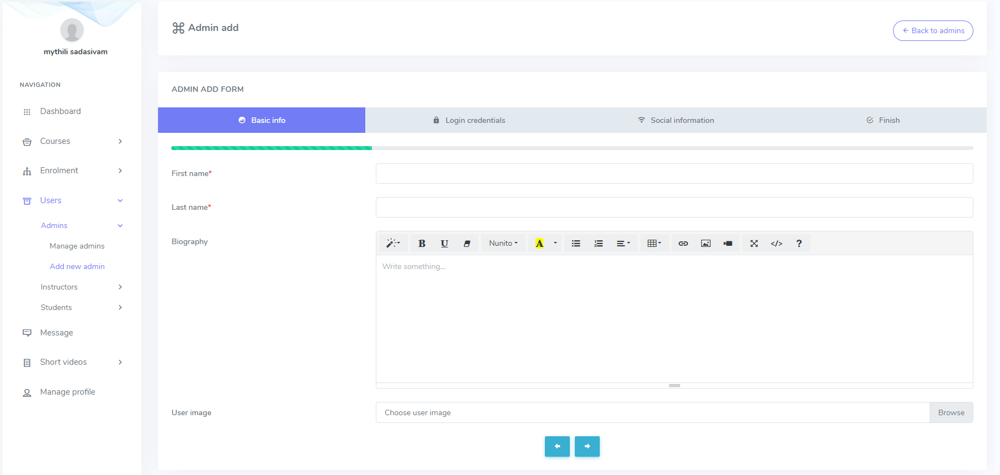 mythili sadasivam
NAVIGATION
Dashboard
Courses
Enrolment
Users
Admins
Manage admins
Add new admin
Instructors
Students
Message
Short videos
Manage profile
Admin add
Back to admins
ADMIN ADD FORM
Basic info
Login credentials
Social information
Finish
First name*
Last name*
Biography
B U Nunito A </> ?
Write something...
User image
Choose user image
Browse